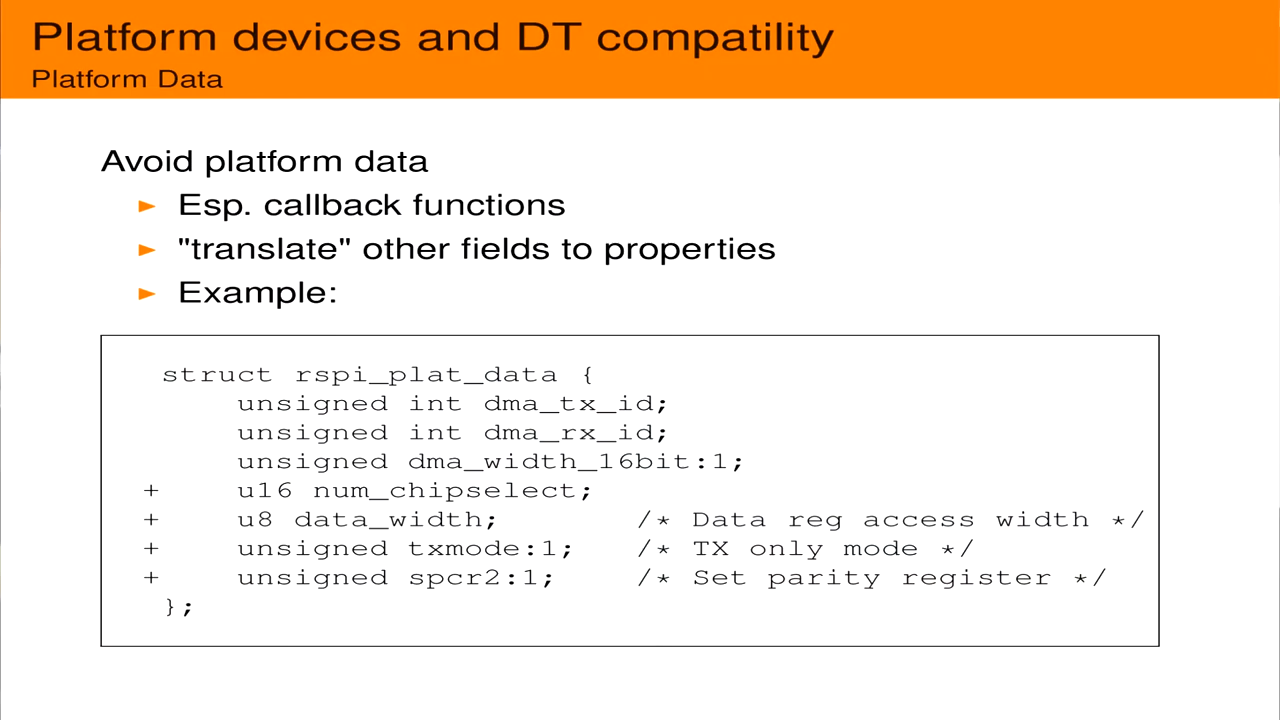 Platform devices and DT compatility
Platform Data
Avoid platform data
► Esp. callback functions
► "translate" other fields to properties
► Example:
struct rspi_plat_data {
unsigned int dma_tx_id;
unsigned int dma_rx_id;
unsigned dma_width_16bit:1;
+ u16 num_chipselect;
+ u8 data_width; /* Data reg access width */
+ unsigned txmode:1; /* TX only mode */
+ unsigned spcr2:1; /* Set parity register */
};